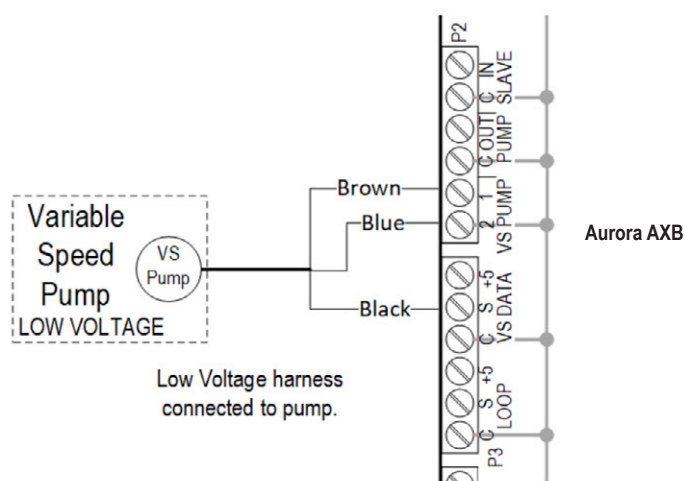 P2
IN
C
SLAVE
OUT
C
PUMP
1
2
VS PUMP
+5
S
C
VS DATA
+5
S
C
LOOP
P3
Brown
Blue
Black
Variable
Speed
Pump
LOW VOLTAGE
VS
Pump
Aurora AXB
Low Voltage harness
connected to pump.